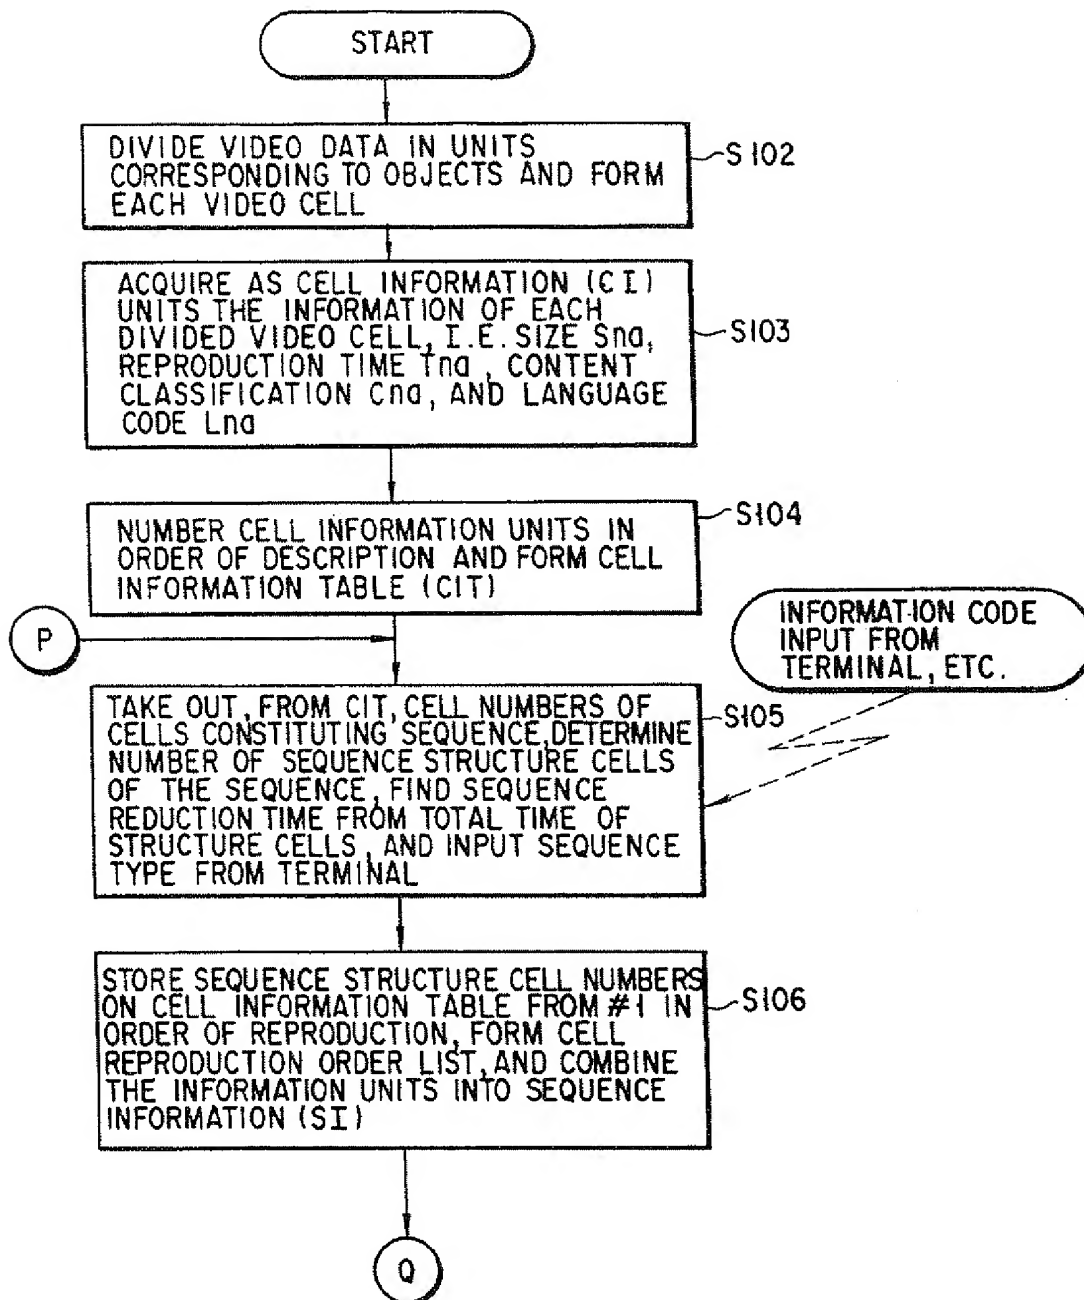 START
DIVIDE VIDEO DATA IN UNITS
CORRESPONDING TO OBJECTS AND FORM
EACH VIDEO CELL
S102
ACQUIRE AS CELL INFORMATION (CI)
UNITS THE INFORMATION OF EACH
DIVIDED VIDEO CELL, I.E. SIZE Sna,
REPRODUCTION TIME Tna, CONTENT
CLASSIFICATION Cna, AND LANGUAGE
CODE Lna
S103
NUMBER CELL INFORMATION UNITS IN
ORDER OF DESCRIPTION AND FORM CELL
INFORMATION TABLE (CIT)
S104
P
INFORMATION CODE
INPUT FROM
TERMINAL, ETC.
TAKE OUT, FROM CIT, CELL NUMBERS OF
CELLS CONSTITUTING SEQUENCE, DETERMINE
NUMBER OF SEQUENCE STRUCTURE CELLS
OF THE SEQUENCE, FIND SEQUENCE
REDUCTION TIME FROM TOTAL TIME OF
STRUCTURE CELLS, AND INPUT SEQUENCE
TYPE FROM TERMINAL
S105
STORE SEQUENCE STRUCTURE CELL NUMBERS
ON CELL INFORMATION TABLE FROM #1 IN
ORDER OF REPRODUCTION, FORM CELL
REPRODUCTION ORDER LIST, AND COMBINE
THE INFORMATION UNITS INTO SEQUENCE
INFORMATION (SI)
S106
Q